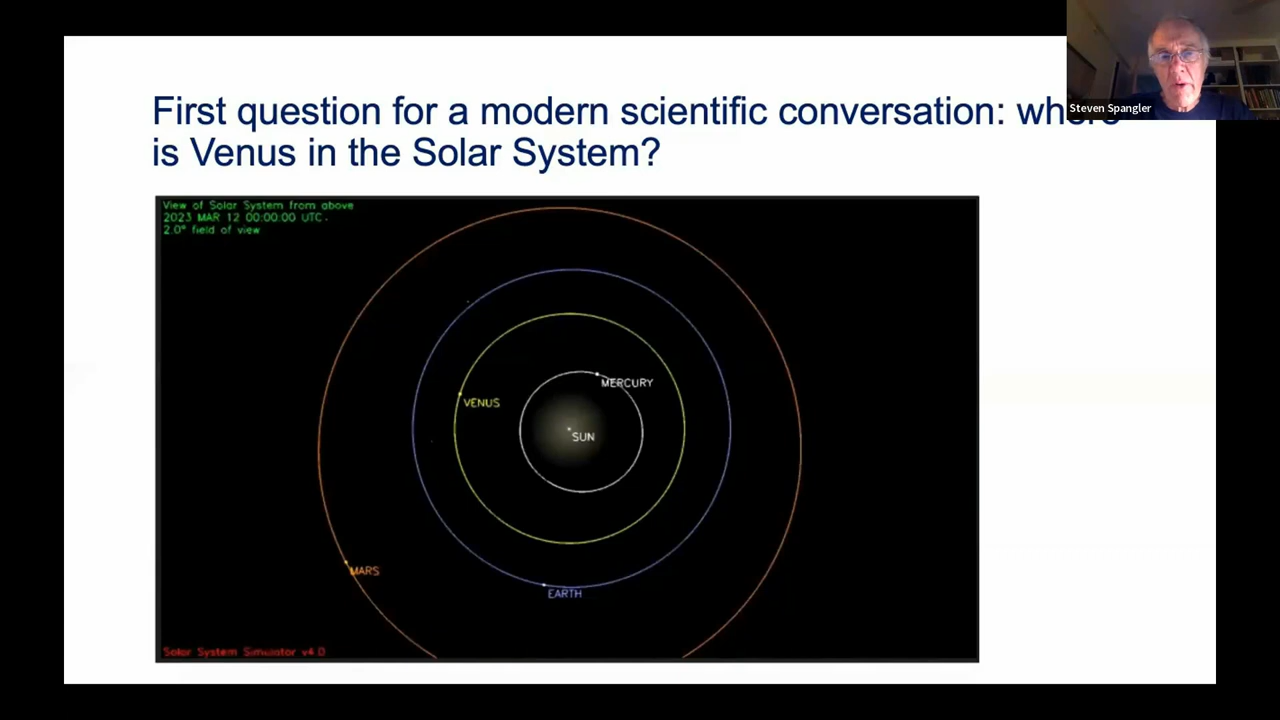 Steven Spangler
First question for a modern scientific conversation: where
is Venus in the Solar System?
View of Solar System from above
2023 MAR 12 00:00:00 UTC.
2.0° field of view
MERCURY
VENUS
SUN
MARS
EARTH
Solar System Simulator v4.0